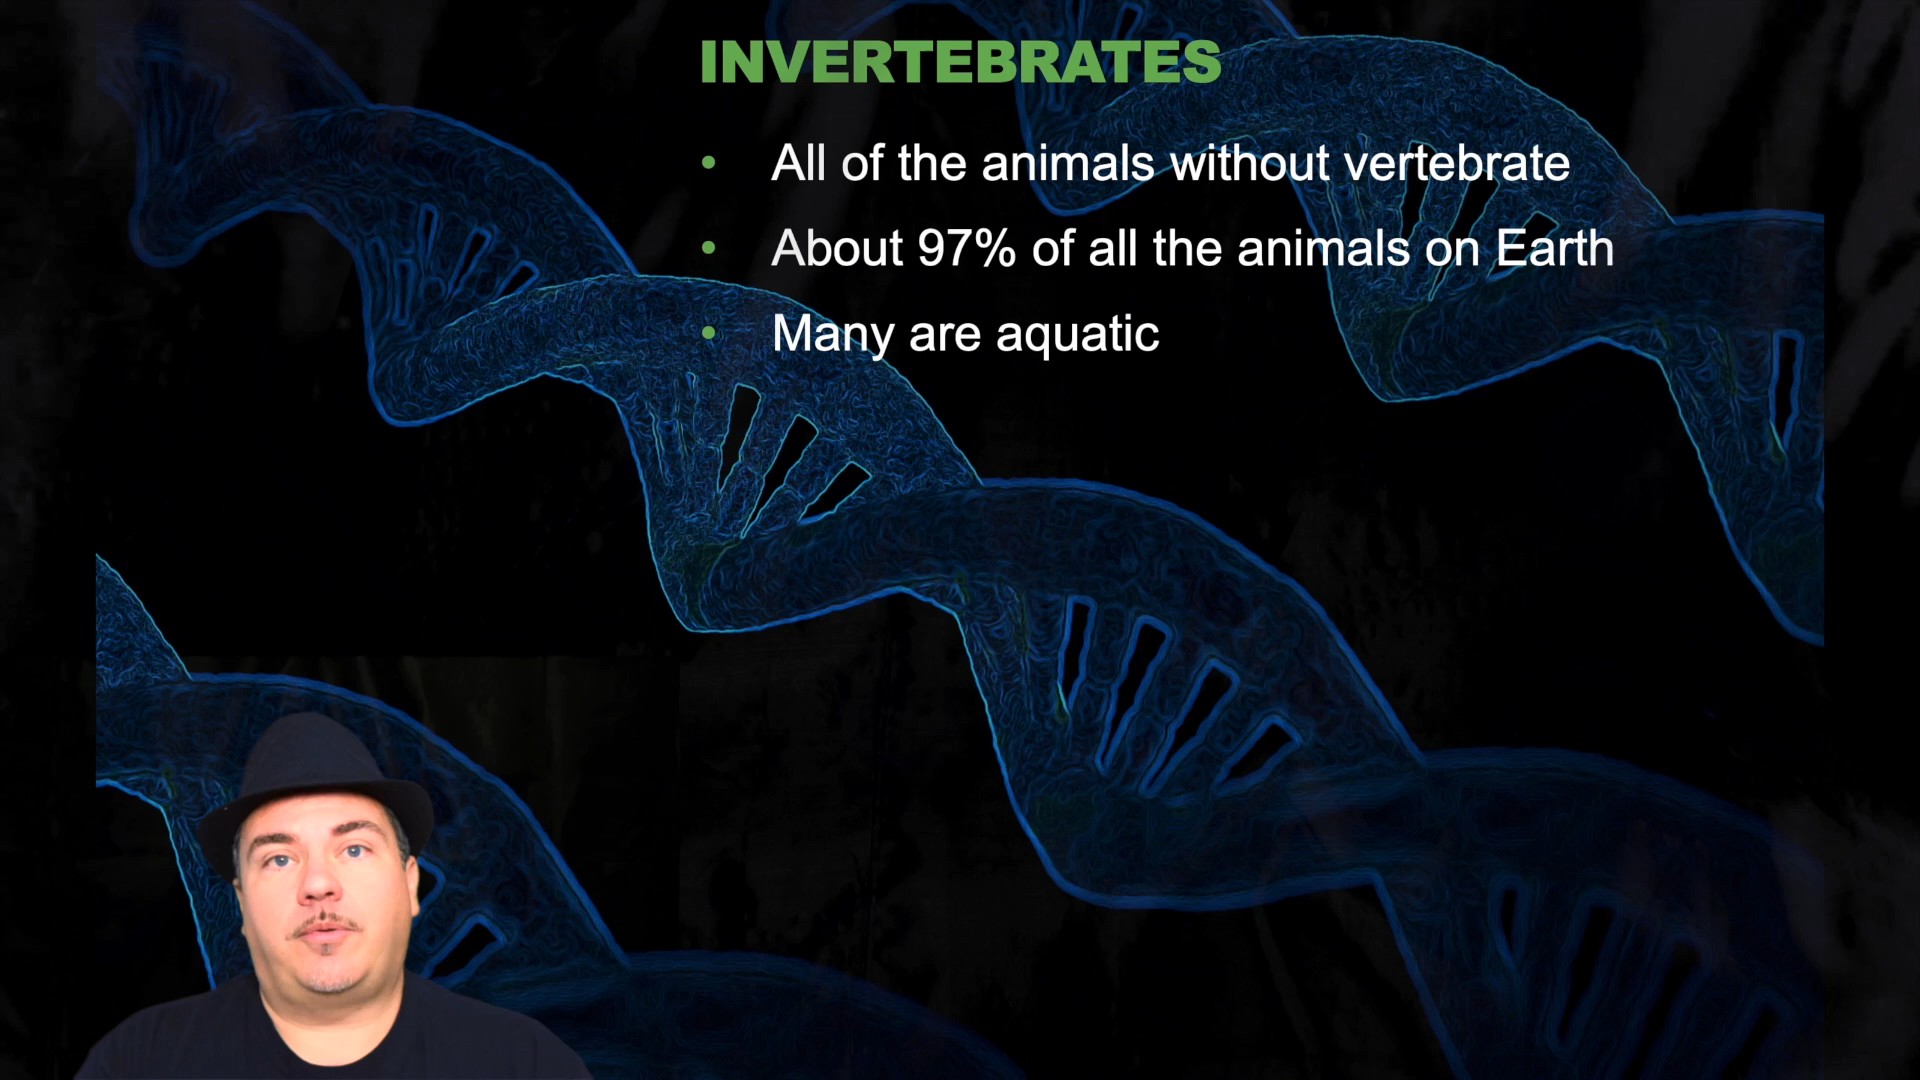 INVERTEBRATES
• All of the animals without vertebrate
• About 97% of all the animals on Earth
• Many are aquatic